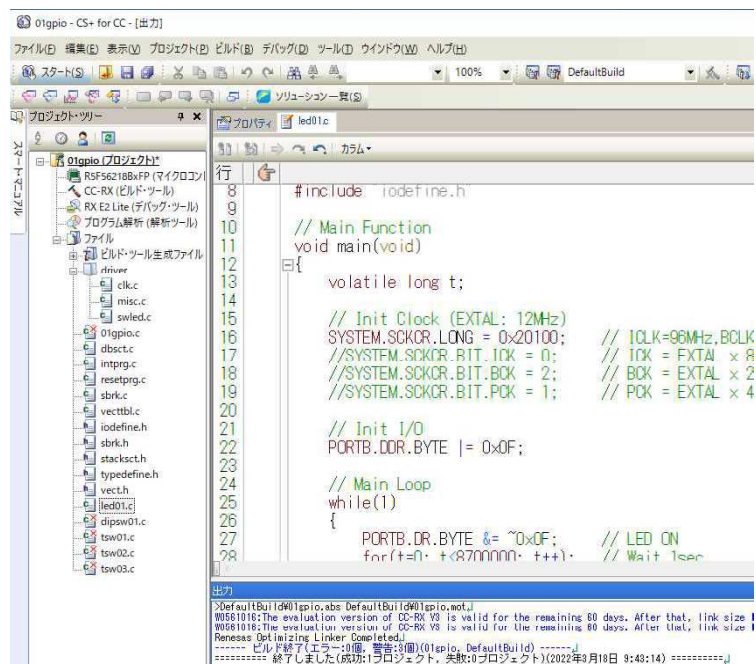 01gpio - CS+ for CC - [出力]
ファイル(F) 編集(E) 表示(V) プロジェクト(P) ビルド(B) デバッグ(D) ツール(T) ウインドウ(W) ヘルプ(H)
スタート(S) 100% DefaultBuild
ソリューション一覧(S)
スマート・マニュアル
プロジェクト・ツリー
01gpio (プロジェクト)*
R5F56218BxFP (マイクロコン
CC-RX (ビルド・ツール)
RX E2 Lite (デバッグ・ツール)
プログラム解析 (解析ツール)
ファイル
ビルド・ツール生成ファイル
driver
clk.c
misc.c
swled.c
01gpio.c
dbsct.c
intprg.c
resetprg.c
sbrk.c
vecttbl.c
iodefine.h
sbrk.h
stacksct.h
typedefine.h
vect.h
led01.c
dipsw01.c
tsw01.c
tsw02.c
tsw03.c
プロパティ led01.c
カラム
行
8 #include "iodefine.h"
9
10 // Main Function
11 void main(void)
12 {
13 volatile long t;
14
15 // Init Clock (EXTAL: 12MHz)
16 SYSTEM.SCKCR.LONG = 0x20100; // ICLK=96MHz,BCLK
17 //SYSTEM.SCKCR.BIT.ICK = 0; // ICK = EXTAL x 8
18 //SYSTEM.SCKCR.BIT.BCK = 2; // BCK = EXTAL x 2
19 //SYSTEM.SCKCR.BIT.PCK = 1; // PCK = EXTAL x 4
20
21 // Init I/O
22 PORTB.DDR.BYTE |= 0x0F;
23
24 // Main Loop
25 while(1)
26 {
27 PORTB.DR.BYTE &= ~0x0F; // LED ON
28 for(t=0; t<8700000; t++); // Wait 1sec
出力
>DefaultBuild¥01gpio.abs DefaultBuild¥01gpio.mot
W0561016:The evaluation version of CC-RX V3 is valid for the remaining 60 days. After that, link size
W0561016:The evaluation version of CC-RX V3 is valid for the remaining 60 days. After that, link size
Renesas Optimizing Linker Completed
------ ビルド終了(エラー:0個, 警告:3個)(01gpio, DefaultBuild) ------
========== 終了しました(成功:1プロジェクト, 失敗:0プロジェクト)(2022年3月18日 9:43:14) ==========